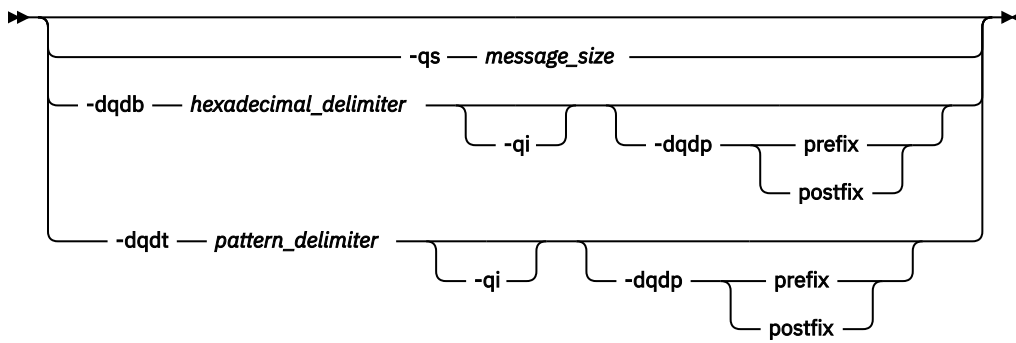 -qs message_size
-dqdb hexadecimal_delimiter
-qi -dqdp prefix
postfix
-dqdt pattern_delimiter
-qi -dqdp prefix
postfix